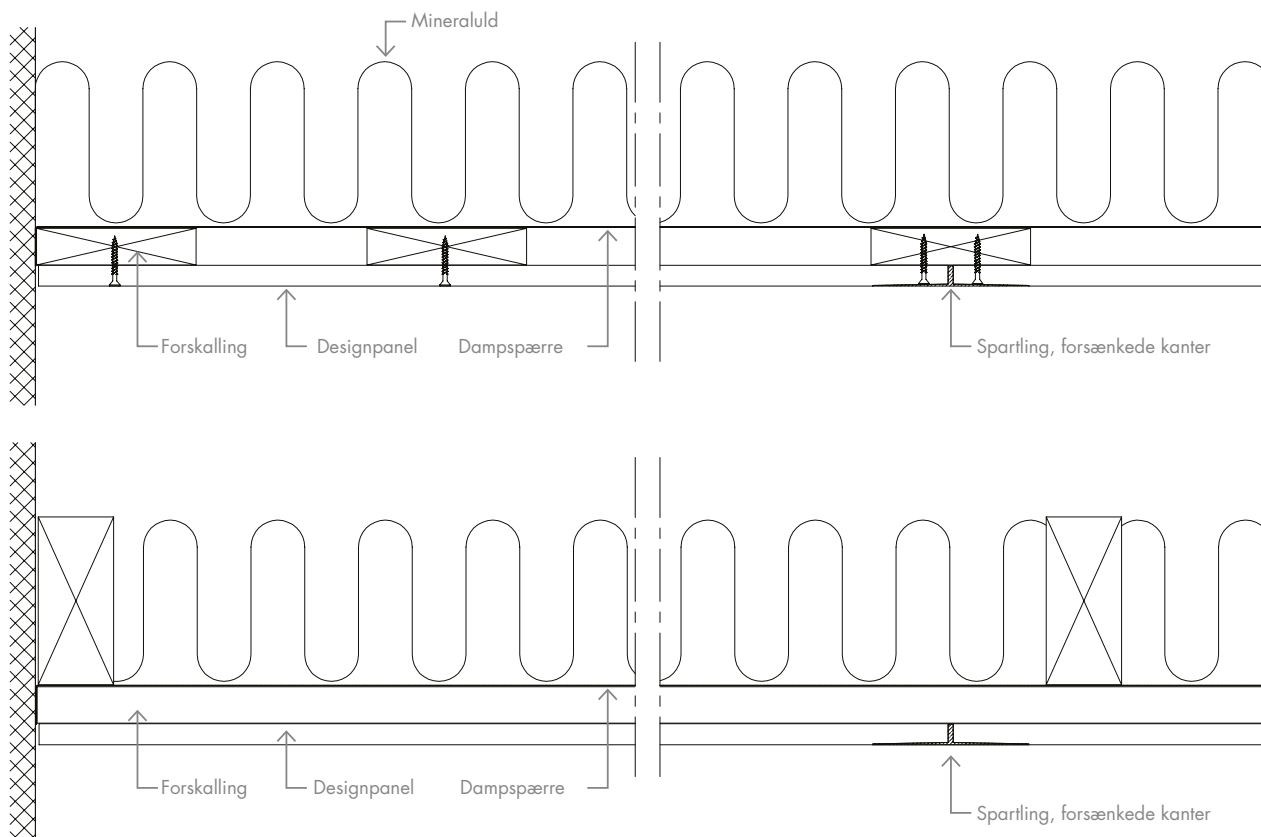 Mineraluld
Forskalling
Designpanel
Dampspærre
Spartling, forsænkede kanter
Forskalling
Designpanel
Dampspærre
Spartling, forsænkede kanter